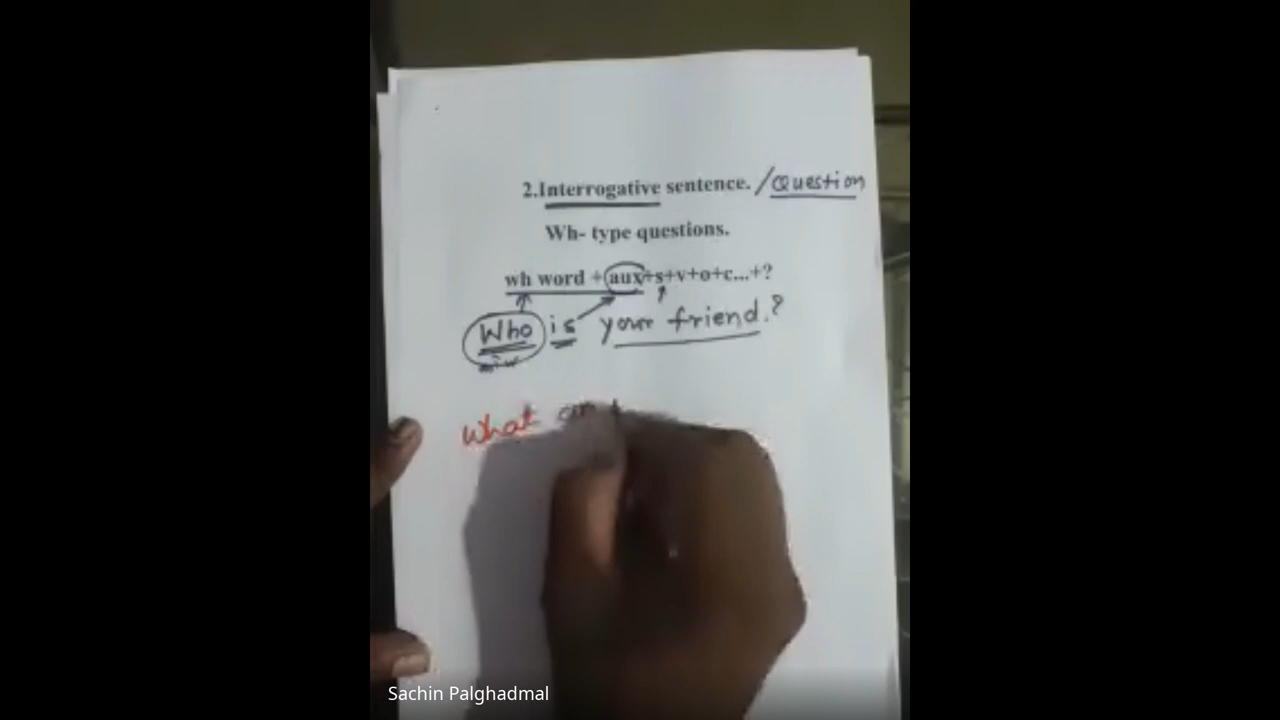 2.Interrogative sentence. /Question
Wh- type questions.
wh word +aux+s+v+o+c...+?
Who is your friend.?
What
Sachin Palghadmal